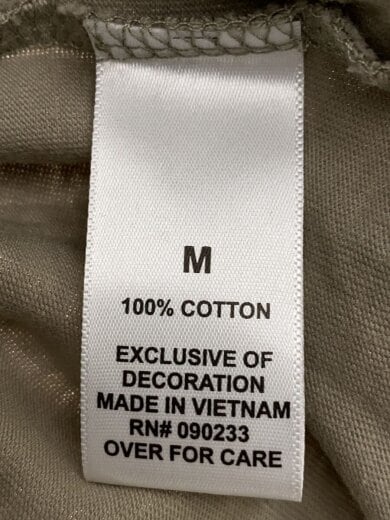 M
100% COTTON
EXCLUSIVE OF
DECORATION
MADE IN VIETNAM
RN# 090233
OVER FOR CARE